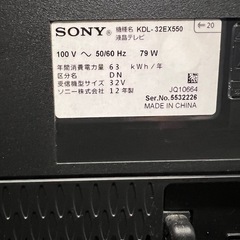 SONY
機種名 KDL-32EX550
液晶テレビ
⇐20
100 V ～ 50/60 Hz 79 W
年間消費電力量 63 kWh/年
区分名 DN
受信機型サイズ 32V
ソニー株式会社 12年製
JQ10664
Ser.No.5532226
MADE IN CHINA